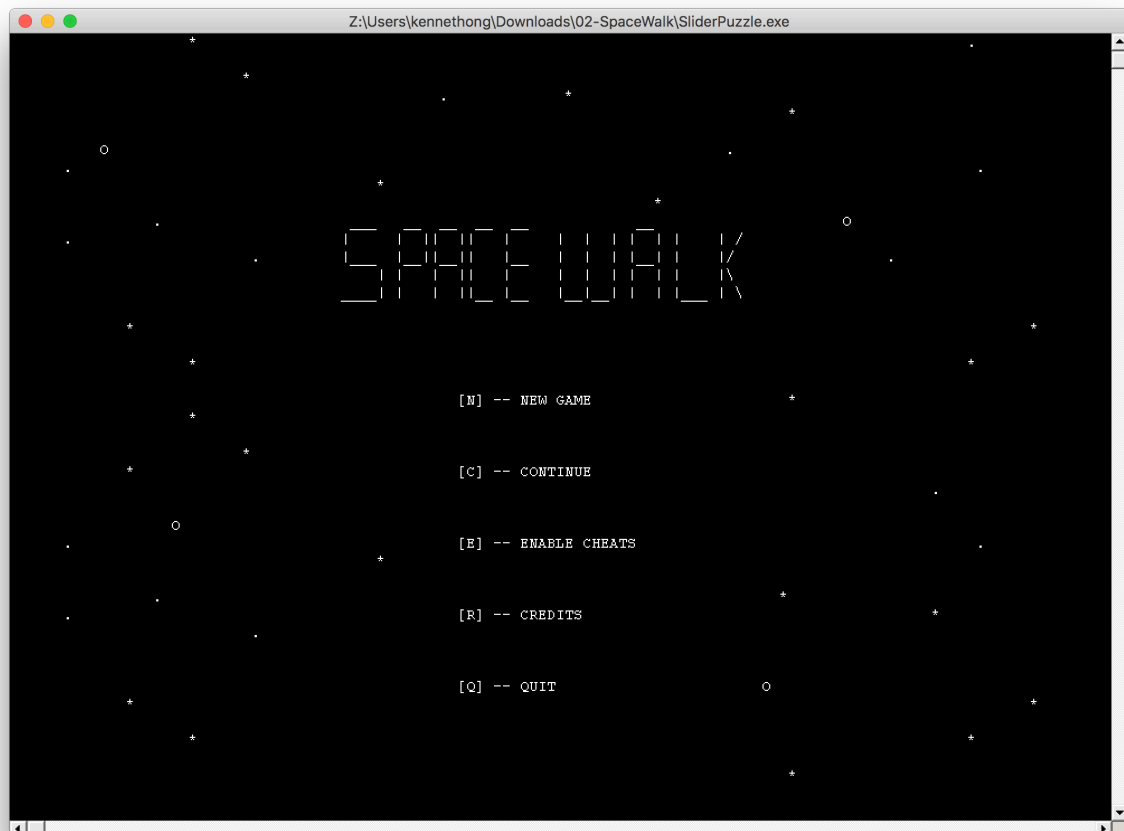 Z:\Users\kennethong\Downloads\02-SpaceWalk\SliderPuzzle.exe
SPACE WALK
[N] -- NEW GAME
[C] -- CONTINUE
[E] -- ENABLE CHEATS
[R] -- CREDITS
[Q] -- QUIT